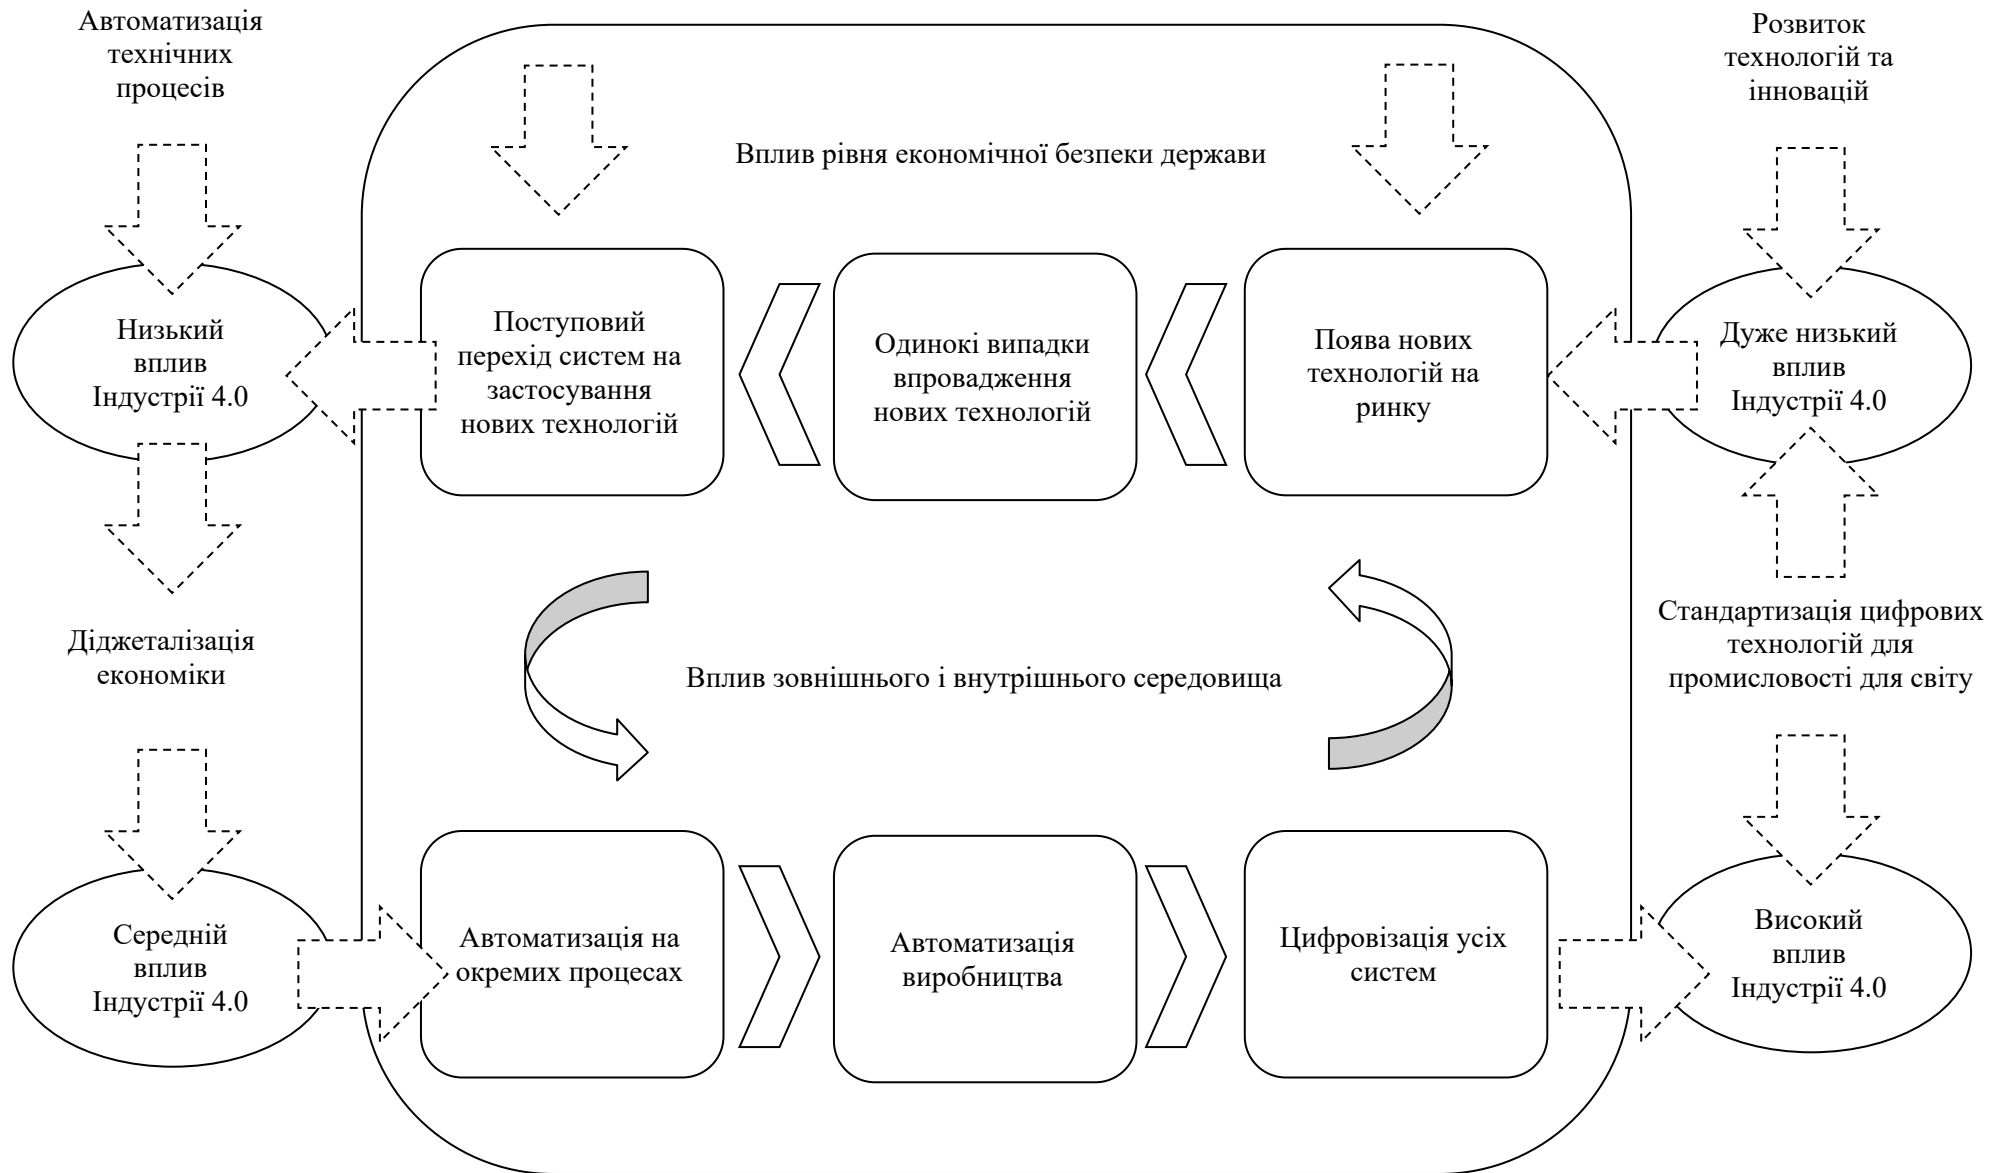 Автоматизація
технічних
процесів
Розвиток
технологій та
інновацій
Вплив рівня економічної безпеки держави
Низький
вплив
Індустрії 4.0
Поступовий
перехід систем на
застосування
нових технологій
Одинокі випадки
впровадження
нових технологій
Поява нових
технологій на
ринку
Дуже низький
вплив
Індустрії 4.0
Діджеталізація
економіки
Вплив зовнішнього і внутрішнього середовища
Стандартизація цифрових
технологій для
промисловості для світу
Середній
вплив
Індустрії 4.0
Автоматизація на
окремих процесах
Автоматизація
виробництва
Цифровізація усіх
систем
Високий
вплив
Індустрії 4.0